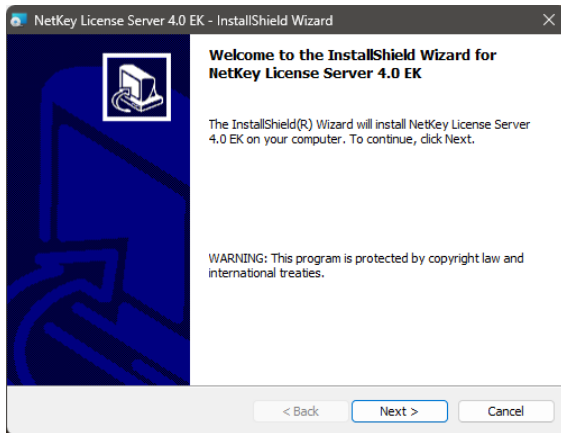 NetKey License Server 4.0 EK - InstallShield Wizard
Welcome to the InstallShield Wizard for
NetKey License Server 4.0 EK
The InstallShield(R) Wizard will install NetKey License Server
4.0 EK on your computer. To continue, click Next.
WARNING: This program is protected by copyright law and
international treaties.
< Back
Next >
Cancel